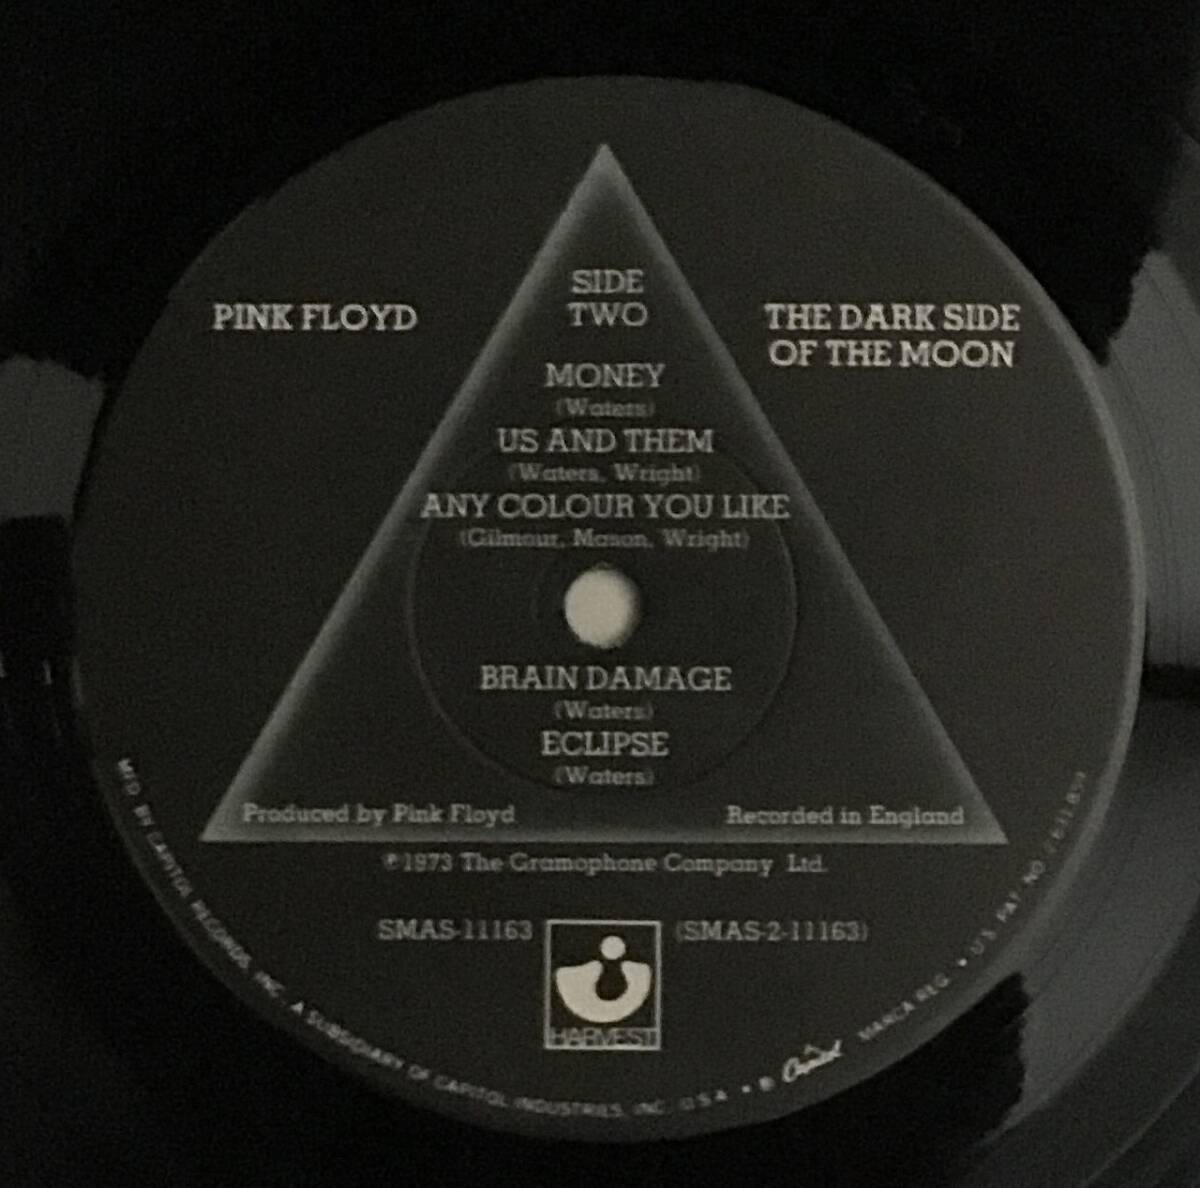 SIDE
TWO
PINK FLOYD
THE DARK SIDE
OF THE MOON
MONEY
(Waters)
US AND THEM
(Waters, Wright)
ANY COLOUR YOU LIKE
(Gilmour, Mason, Wright)
BRAIN DAMAGE
(Waters)
ECLIPSE
(Waters)
Produced by Pink Floyd
Recorded in England
℗1973 The Gramophone Company Ltd.
SMAS-11163
(SMAS-2-11163)
HARVEST
MF'D. BY CAPITOL RECORDS, INC. A SUBSIDIARY OF CAPITOL INDUSTRIES, INC. U.S.A. • ® Capitol MARCA REG. • U.S. PAT. NO.